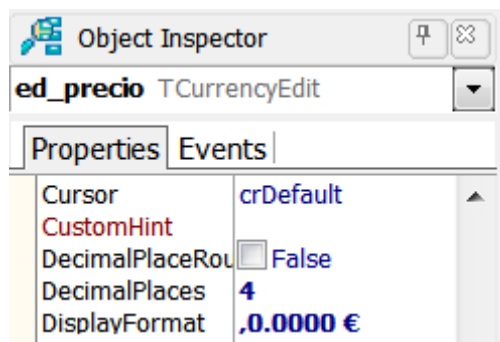 Object Inspector
ed_precio TCurrencyEdit
Properties Events
Cursor crDefault
CustomHint
DecimalPlaceRou False
DecimalPlaces 4
DisplayFormat ,0.0000 €